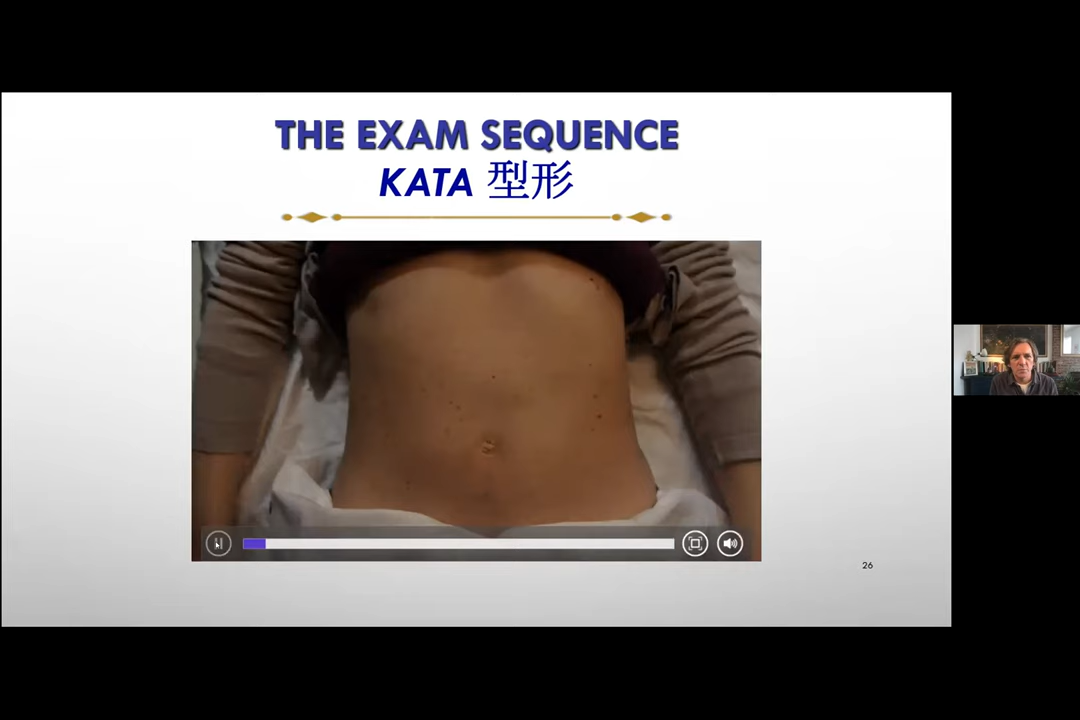 THE EXAM SEQUENCE
KATA 型形
26